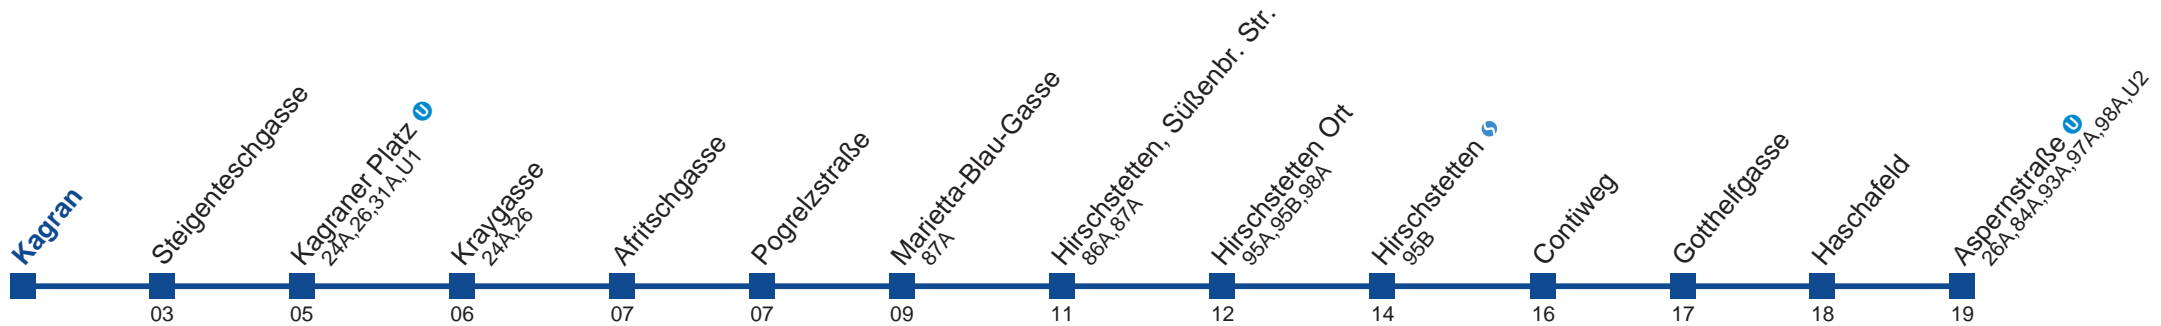 Kagran
Steigenteschgasse
03
Kagraner Platz U
24A,26,31A,U1
05
Kraygasse
24A,26
06
Afritschgasse
07
Pogrelzstraße
07
Marietta-Blau-Gasse
87A
09
Hirschstetten, Süßenbr. Str.
86A,87A
11
Hirschstetten Ort
95A,95B,98A
12
Hirschstetten S
95B
14
Contiweg
16
Gotthelfgasse
17
Haschafeld
18
Aspernstraße U
26A,84A,93A,97A,98A,U2
19